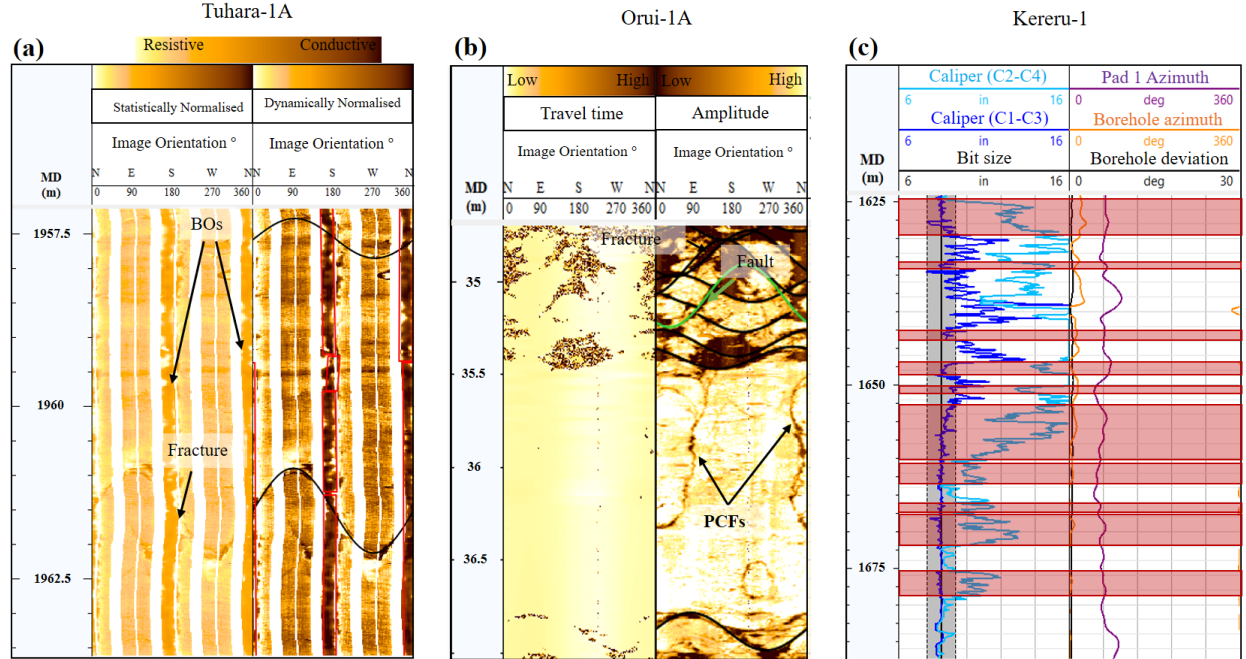 Tuhara-1A
(a)
Resistive Conductive
Statistically Normalised Dynamically Normalised
Image Orientation ° Image Orientation °
MD
(m)
N E S W N E S W N
0 90 180 270 360 0 90 180 270 360
BOs
1957.5
1960
Fracture
1962.5
Orui-1A
(b)
Low High Low High
Travel time Amplitude
Image Orientation ° Image Orientation °
MD
(m)
N E S W N N E S W N
0 90 180 270 360 0 90 180 270 360
Fracture
Fault
35
35.5
36
PCFs
36.5
Kereru-1
(c)
Caliper (C2-C4) Pad 1 Azimuth
6 in 16 0 deg 360
Caliper (C1-C3) Borehole azimuth
6 in 16 0 deg 360
MD
(m)
Bit size Borehole deviation
6 in 16 0 deg 30
1625
1650
1675